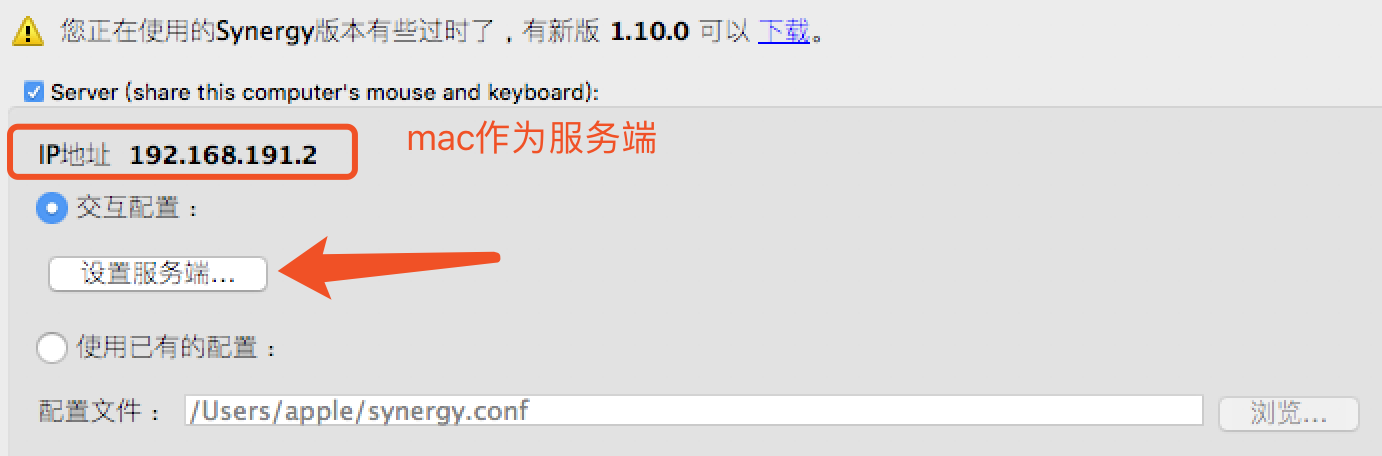 您正在使用的Synergy版本有些过时了，有新版 1.10.0 可以 下载。
Server (share this computer's mouse and keyboard):
IP地址 192.168.191.2
mac作为服务端
交互配置：
设置服务端...
使用已有的配置：
配置文件： /Users/apple/synergy.conf 浏览...